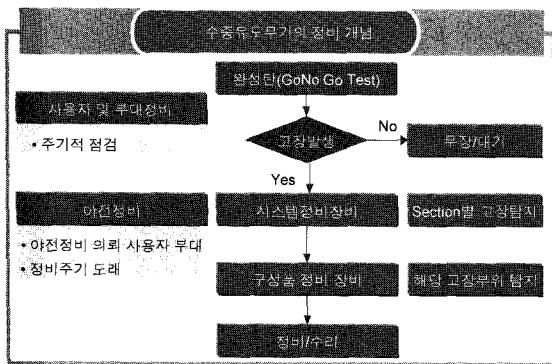 수중유도무기의 정비 개념
완성탄(GoNo Go Test)
사용자 및 부대정비
• 주기적 점검
고장발생
No
무장/대기
Yes
야전정비
시스템정비장비
Section별 고장탐지
• 야전정비 의뢰 사용자 부대
• 정비주기 도래
구성품 정비 장비
해당 고장부위 탐지
정비/수리